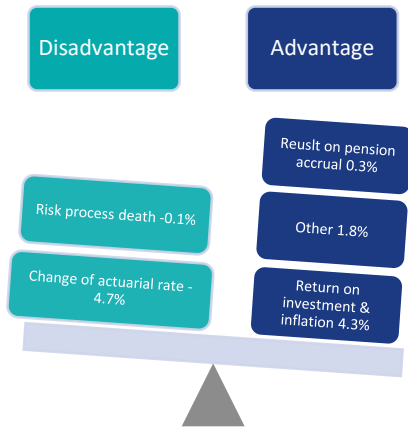 Disadvantage
Advantage
Reuslt on pension
accrual 0.3%
Risk process death -0.1%
Other 1.8%
Change of actuarial rate -
4.7%
Return on
investment &
inflation 4.3%